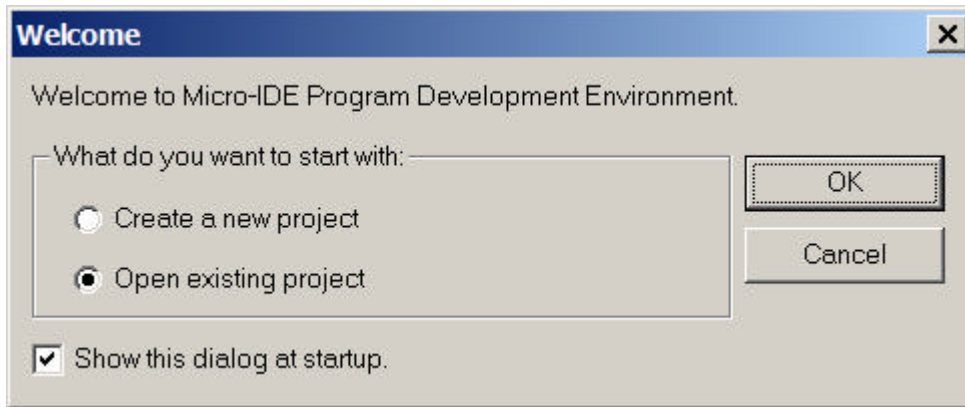 Welcome
Welcome to Micro-IDE Program Development Environment.
What do you want to start with:
Create a new project
Open existing project
OK
Cancel
Show this dialog at startup.